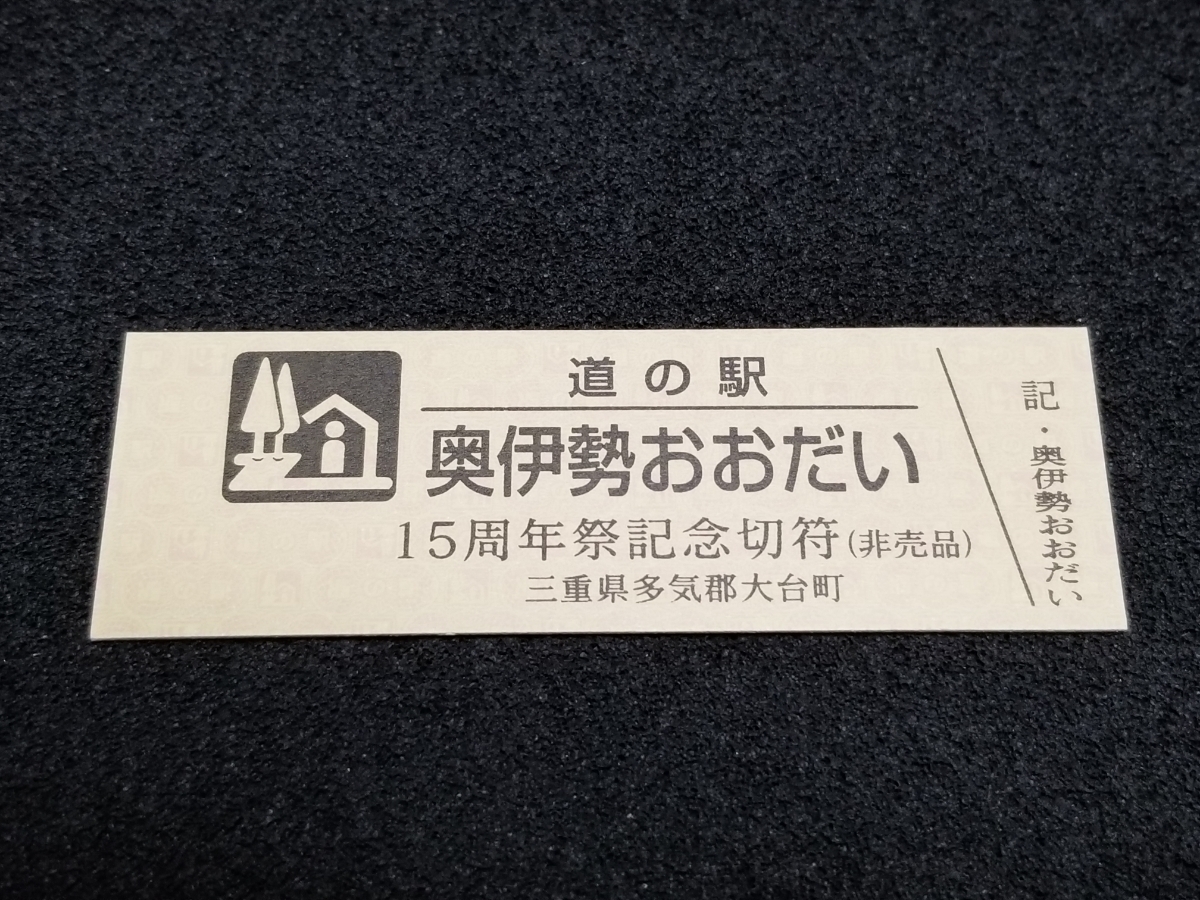 道の駅
奥伊勢おおだい
15周年祭記念切符(非売品)
三重県多気郡大台町
記・奥伊勢おおだい